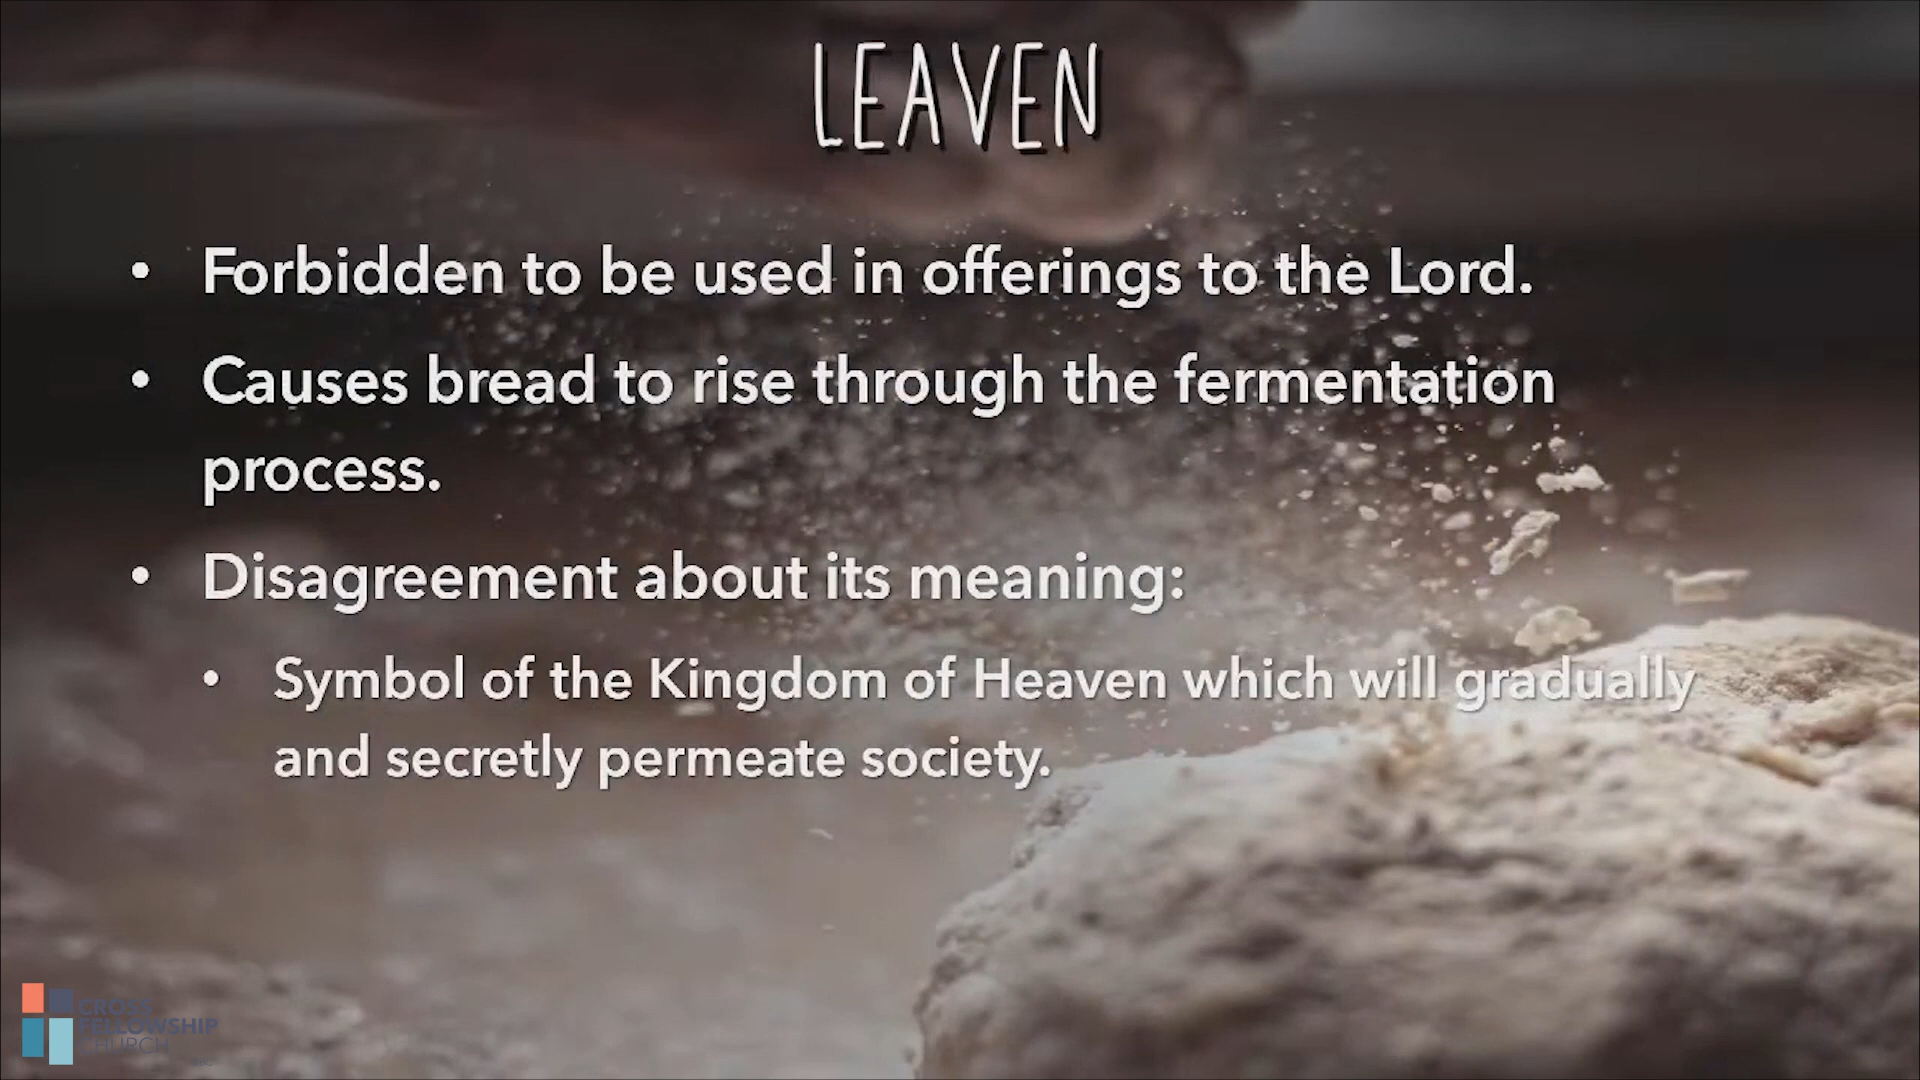 LEAVEN
• Forbidden to be used in offerings to the Lord.
• Causes bread to rise through the fermentation
process.
• Disagreement about its meaning:
• Symbol of the Kingdom of Heaven which will gradually
and secretly permeate society.
CROSS
FELLOWSHIP
CHURCH